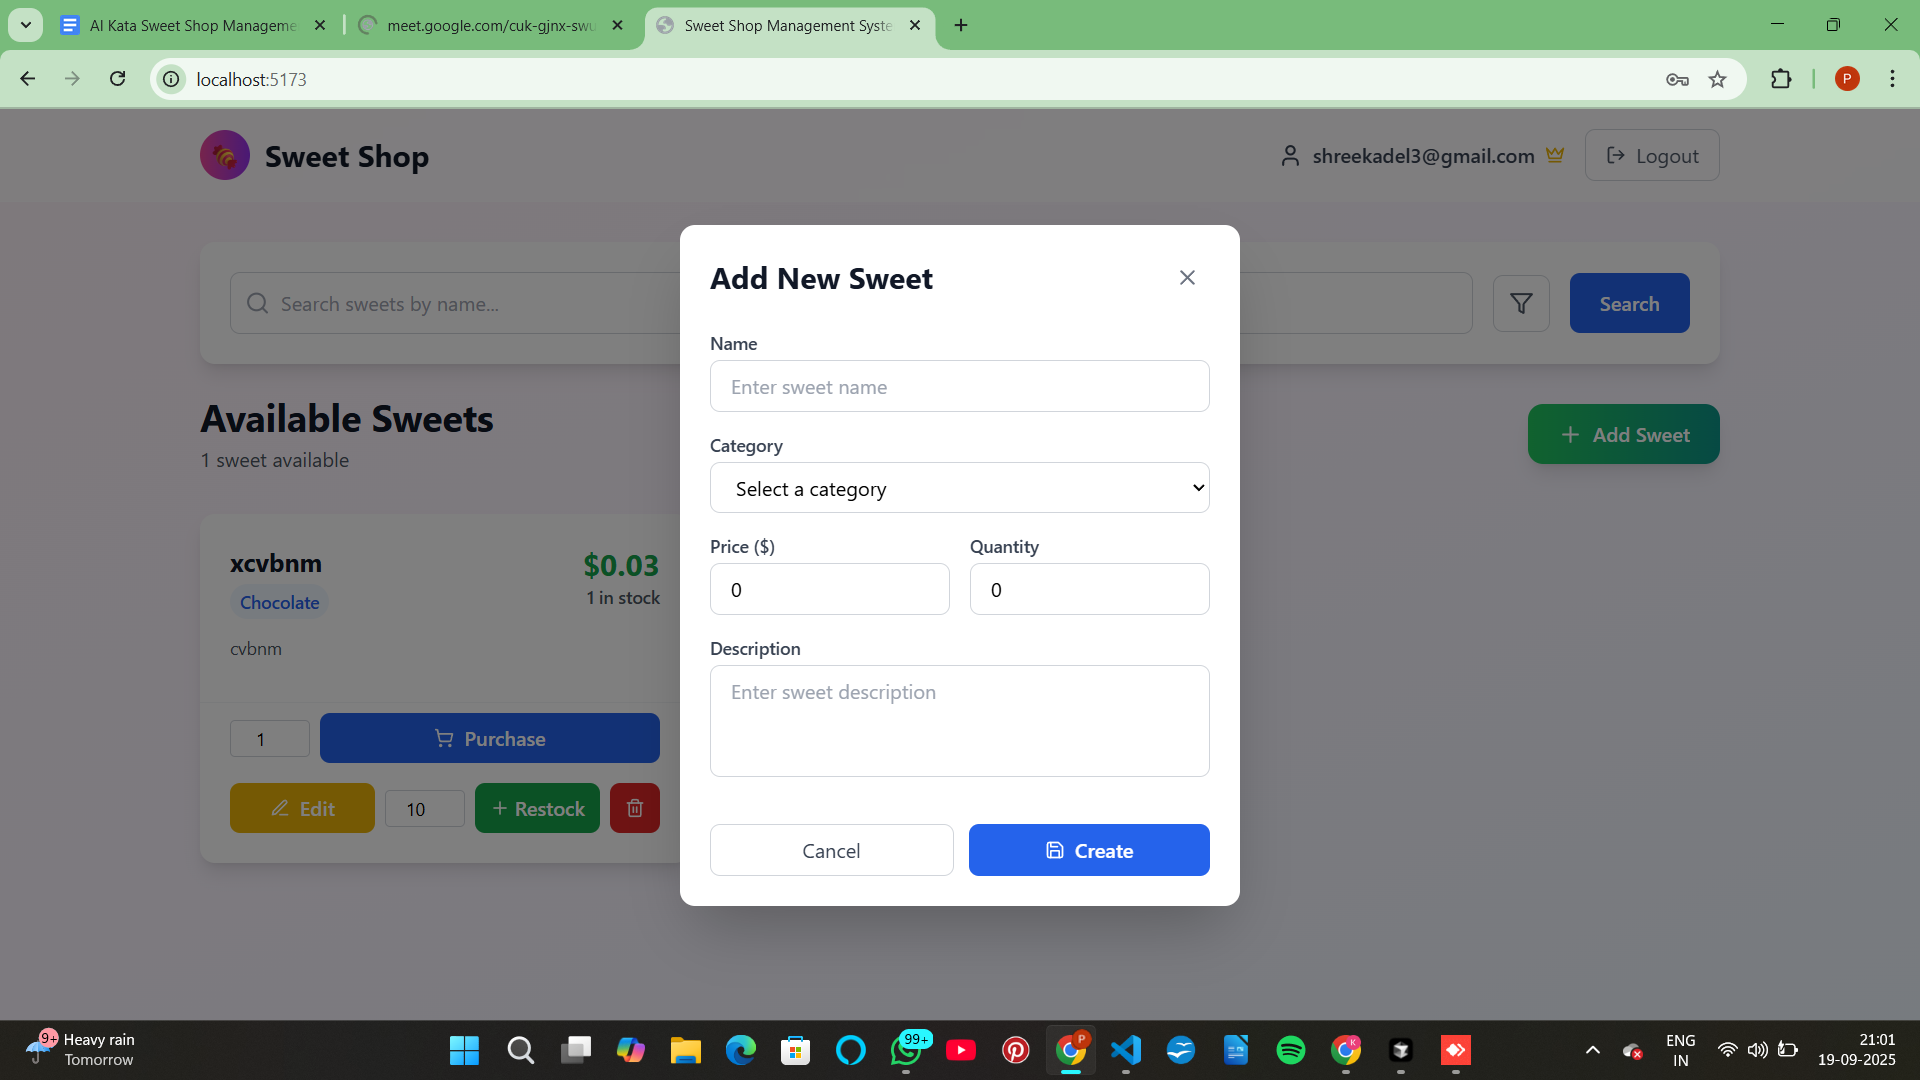 AI Kata Sweet Shop Manageme
meet.google.com/cuk-gjnx-swu
Sweet Shop Management Syste
localhost:5173
P
Sweet Shop
shreekadel3@gmail.com
Logout
Search sweets by name...
Search
Available Sweets
1 sweet available
Add Sweet
xcvbnm
$0.03
Chocolate
1 in stock
cvbnm
1
Purchase
Edit
10
Restock
Add New Sweet
Name
Enter sweet name
Category
Select a category
Price ($)
Quantity
0
0
Description
Enter sweet description
Cancel
Create
9+
Heavy rain
Tomorrow
99+
P
K
ENG
IN
21:01
19-09-2025